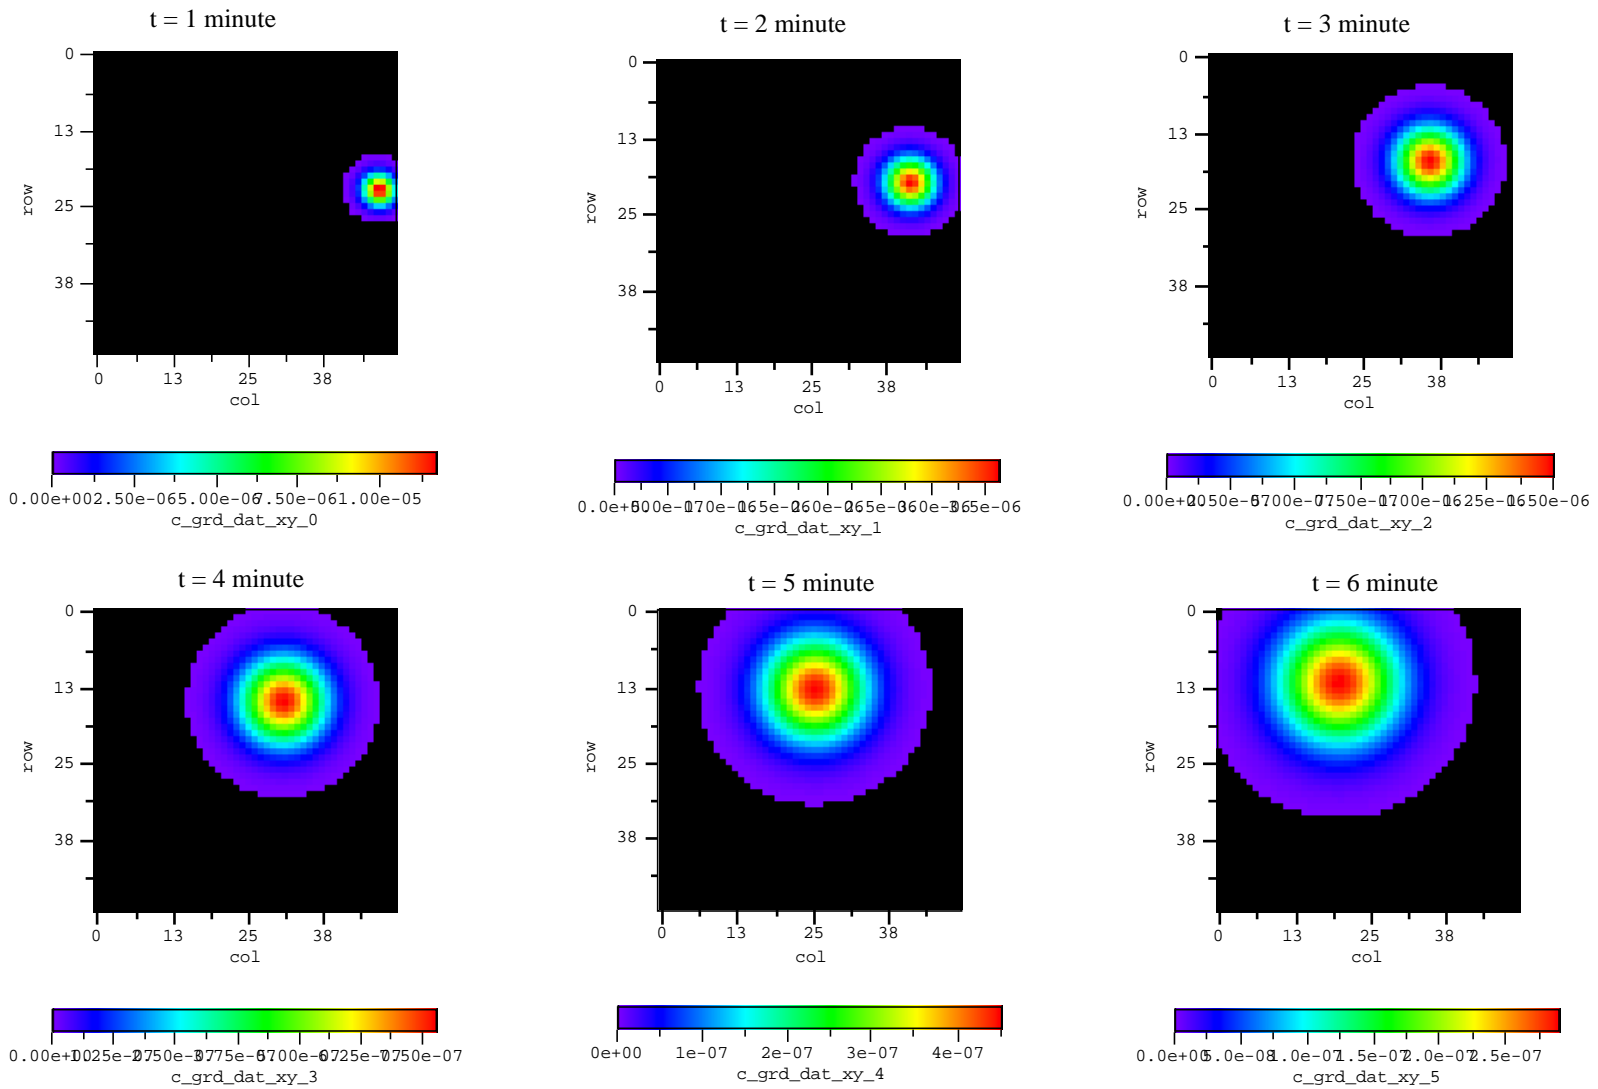 t = 1 minute
0
13
25
38
row
0 13 25 38
col
c_grd_dat_xy_0
t = 2 minute
0
13
25
38
row
0 13 25 38
col
c_grd_dat_xy_1
t = 3 minute
0
13
25
38
row
0 13 25 38
col
c_grd_dat_xy_2
t = 4 minute
0
13
25
38
row
0 13 25 38
col
c_grd_dat_xy_3
t = 5 minute
0
13
25
38
row
0 13 25 38
col
0e+00 1e-07 2e-07 3e-07 4e-07
c_grd_dat_xy_4
t = 6 minute
0
13
25
38
row
0 13 25 38
col
c_grd_dat_xy_5